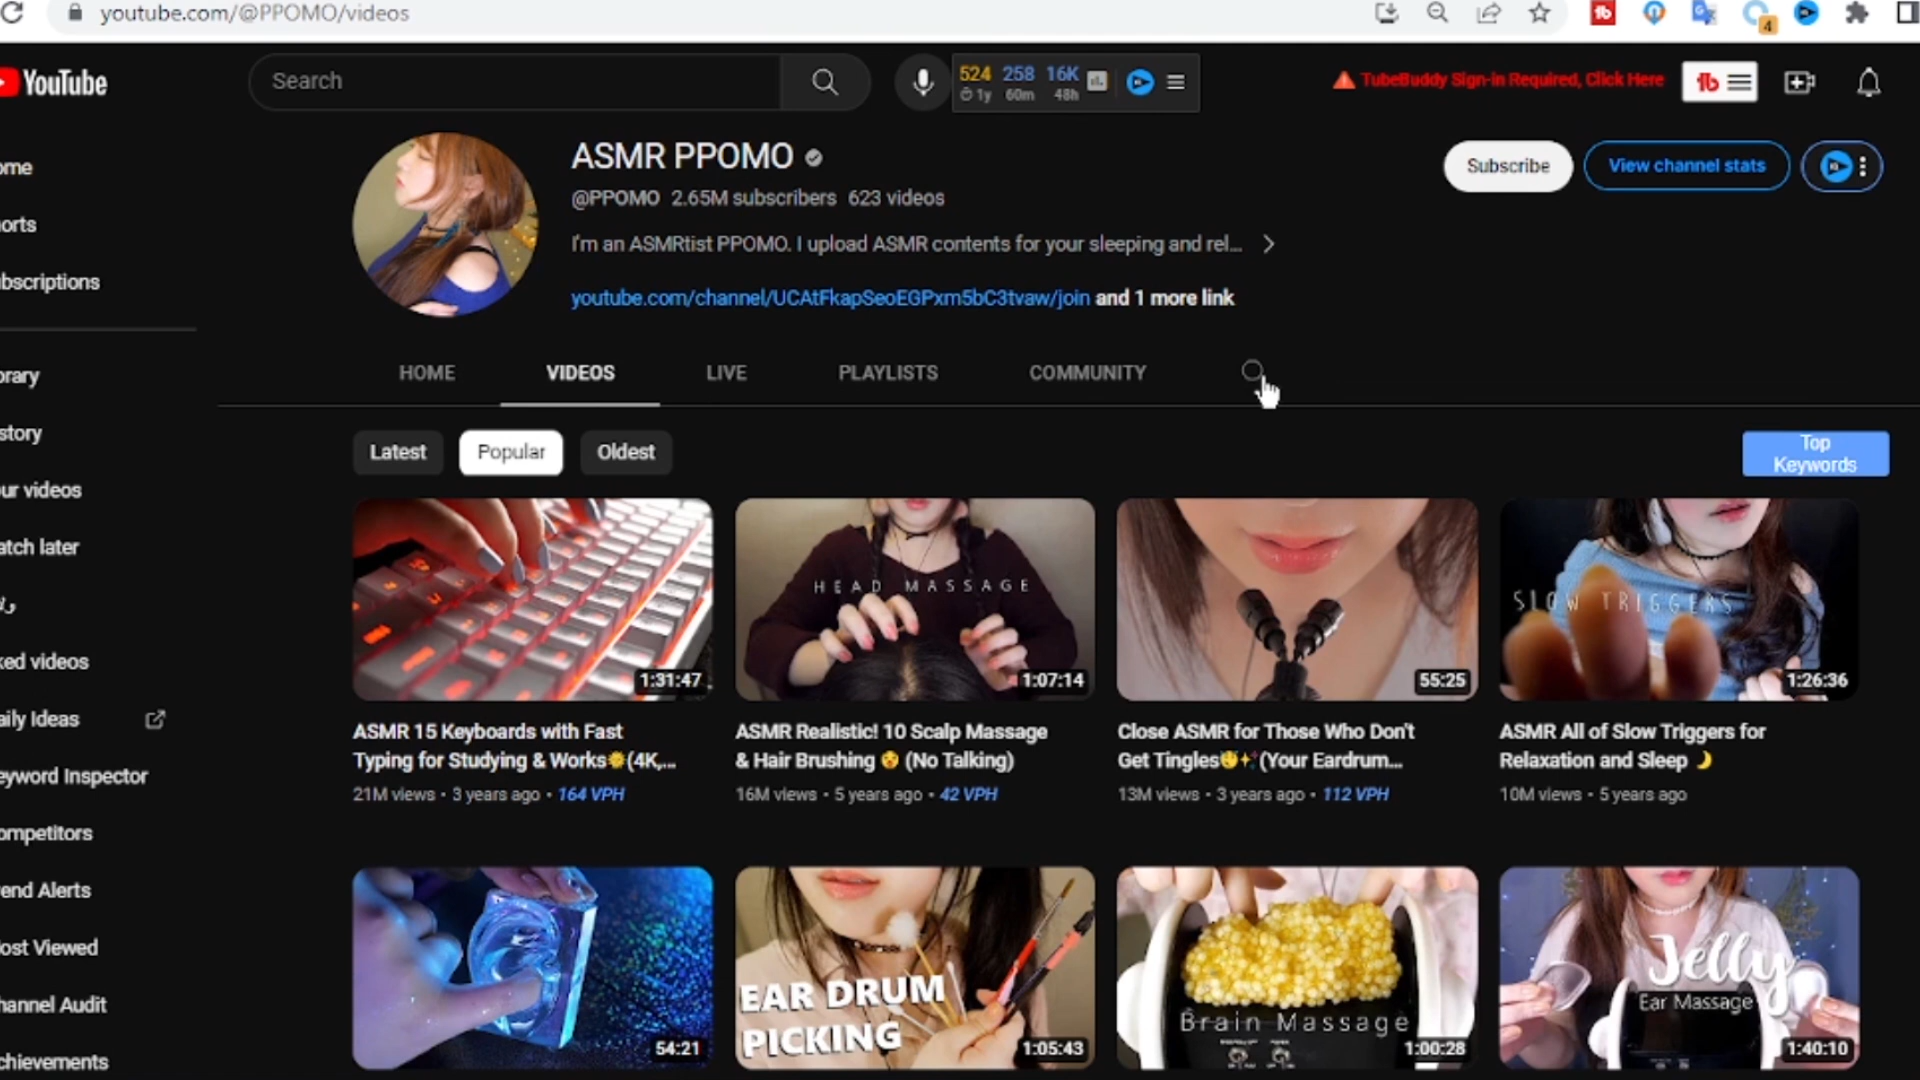 youtube.com/@PPOMO/videos
4
YouTube
Search
524 258 16K
1y 60m 48h
TubeBuddy Sign-in Required, Click Here
tb
ome
orts
bscriptions
orary
story
ur videos
atch later
ked videos
aily Ideas
eyword Inspector
ompetitors
end Alerts
ost Viewed
hannel Audit
chievements
ASMR PPOMO
@PPOMO 2.65M subscribers 623 videos
I'm an ASMRtist PPOMO. I upload ASMR contents for your sleeping and rel...
youtube.com/channel/UCAtFkapSeoEGPxm5bC3tvaw/join and 1 more link
Subscribe
View channel stats
HOME VIDEOS LIVE PLAYLISTS COMMUNITY
Latest Popular Oldest
Top
Keywords
1:31:47
ASMR 15 Keyboards with Fast
Typing for Studying & Works🌟(4K,...
21M views • 3 years ago • 164 VPH
HEAD MASSAGE
1:07:14
ASMR Realistic! 10 Scalp Massage
& Hair Brushing 😵 (No Talking)
16M views • 5 years ago • 42 VPH
55:25
Close ASMR for Those Who Don't
Get Tingles✨(Your Eardrum...
13M views • 3 years ago • 112 VPH
SLOW TRIGGERS
1:26:36
ASMR All of Slow Triggers for
Relaxation and Sleep 🌙
10M views • 5 years ago
54:21
EAR DRUM
PICKING
1:05:43
Brain Massage
1:00:28
Jelly
Ear Massage
1:40:10